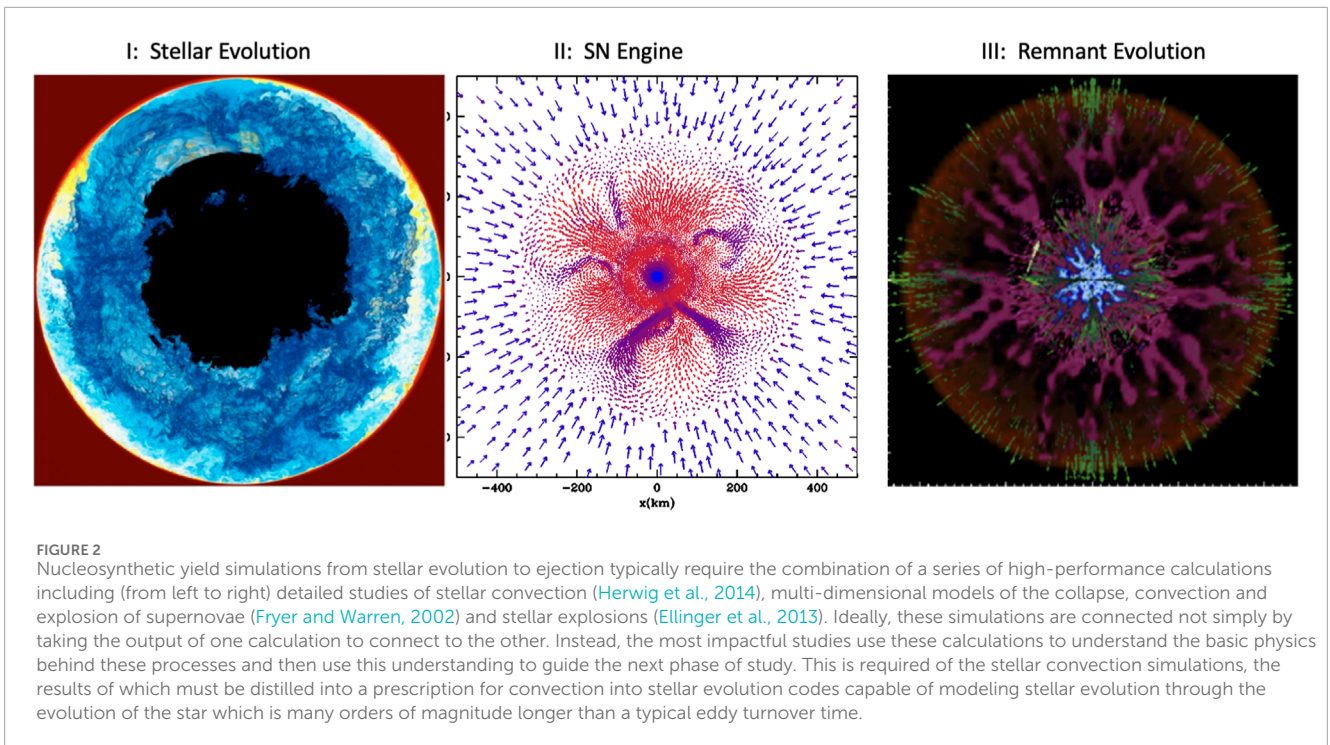 I: Stellar Evolution
II: SN Engine
III: Remnant Evolution
-400
-200
0
200
400
x(km)
FIGURE 2
Nucleosynthetic yield simulations from stellar evolution to ejection typically require the combination of a series of high-performance calculations
including (from left to right) detailed studies of stellar convection (Herwig et al., 2014), multi-dimensional models of the collapse, convection and
explosion of supernovae (Fryer and Warren, 2002) and stellar explosions (Ellinger et al., 2013). Ideally, these simulations are connected not simply by
taking the output of one calculation to connect to the other. Instead, the most impactful studies use these calculations to understand the basic physics
behind these processes and then use this understanding to guide the next phase of study. This is required of the stellar convection simulations, the
results of which must be distilled into a prescription for convection into stellar evolution codes capable of modeling stellar evolution through the
evolution of the star which is many orders of magnitude longer than a typical eddy turnover time.